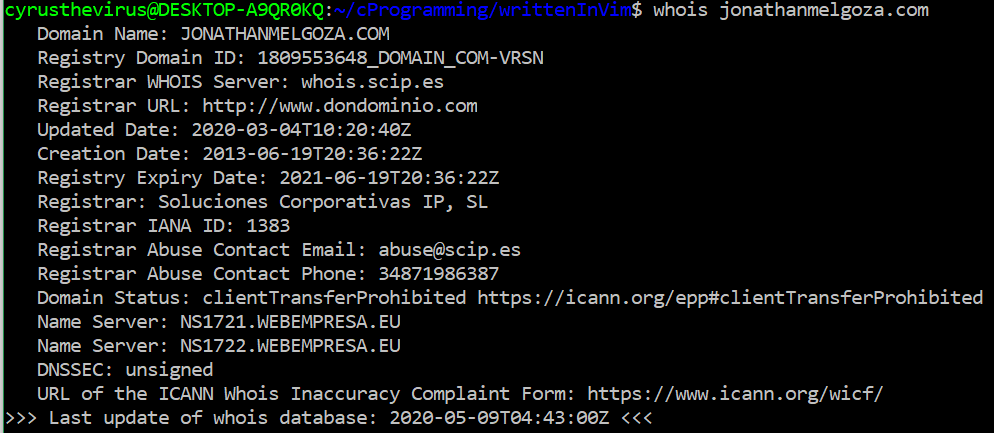 cyrusthevirus@DESKTOP-A9QR0KQ:~/cProgramming/writtenInVim$ whois jonathanmelgoza.com
Domain Name: JONATHANMELGOZA.COM
Registry Domain ID: 1809553648_DOMAIN_COM-VRSN
Registrar WHOIS Server: whois.scip.es
Registrar URL: http://www.dondominio.com
Updated Date: 2020-03-04T10:20:40Z
Creation Date: 2013-06-19T20:36:22Z
Registry Expiry Date: 2021-06-19T20:36:22Z
Registrar: Soluciones Corporativas IP, SL
Registrar IANA ID: 1383
Registrar Abuse Contact Email: abuse@scip.es
Registrar Abuse Contact Phone: 34871986387
Domain Status: clientTransferProhibited https://icann.org/epp#clientTransferProhibited
Name Server: NS1721.WEBEMPRESA.EU
Name Server: NS1722.WEBEMPRESA.EU
DNSSEC: unsigned
URL of the ICANN Whois Inaccuracy Complaint Form: https://www.icann.org/wicf/
>>> Last update of whois database: 2020-05-09T04:43:00Z <<<